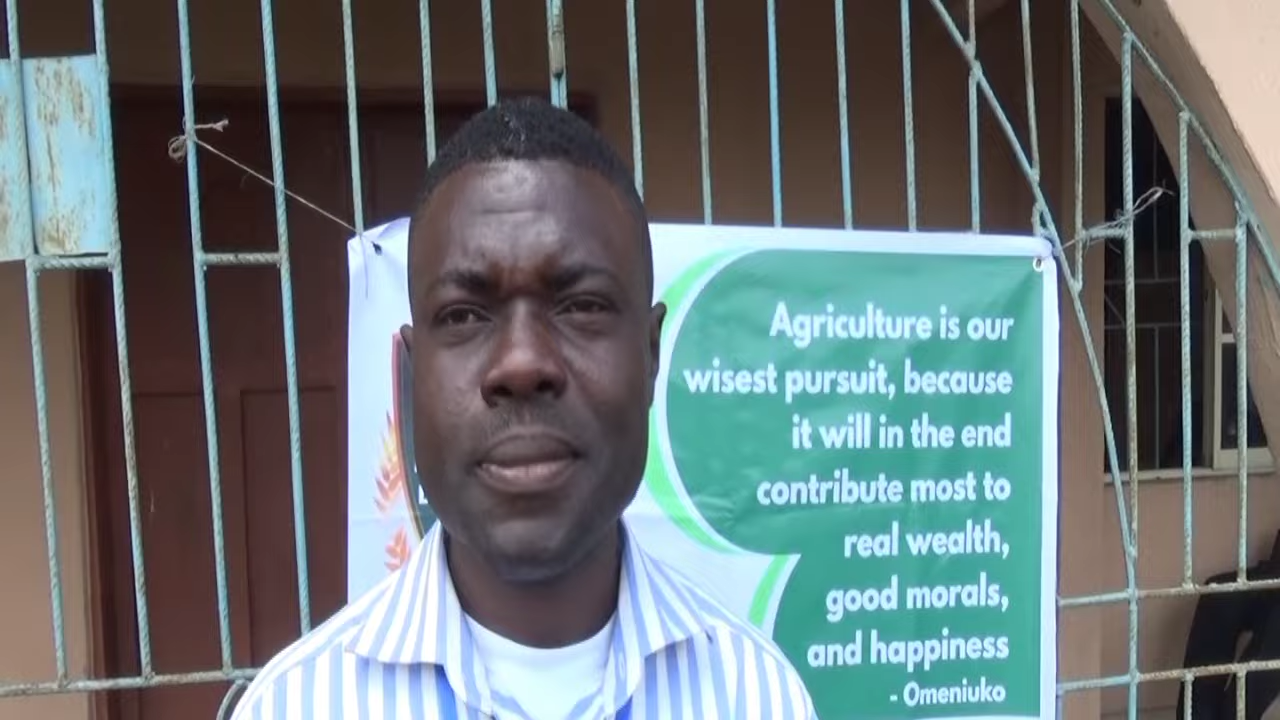 Agriculture is our
wisest pursuit, because
it will in the end
contribute most to
real wealth,
good morals,
and happiness
- Omeniuko